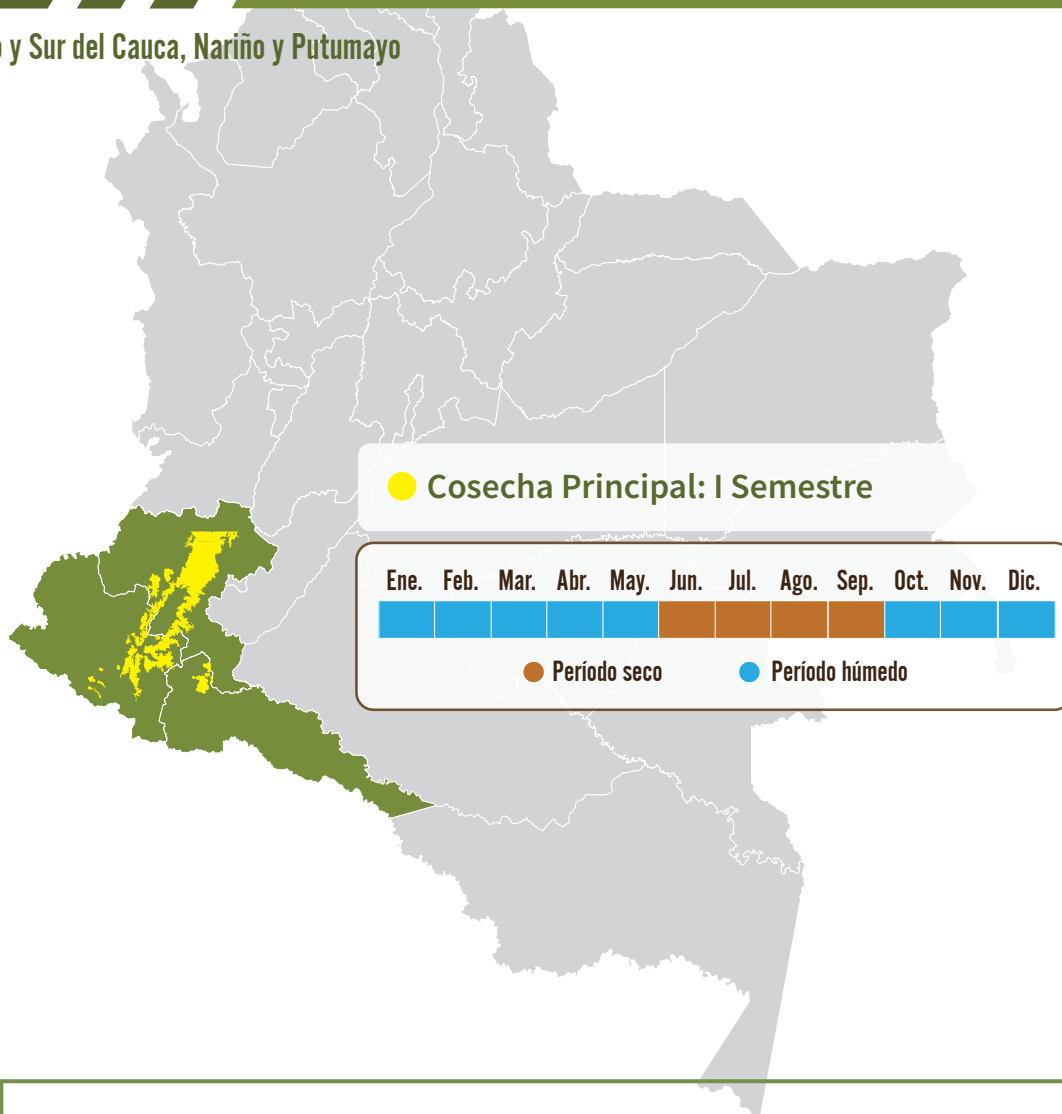 y Sur del Cauca, Nariño y Putumayo
Cosecha Principal: I Semestre
Ene. Feb. Mar. Abr. May. Jun. Jul. Ago. Sep. Oct. Nov. Dic.
Período seco Período húmedo